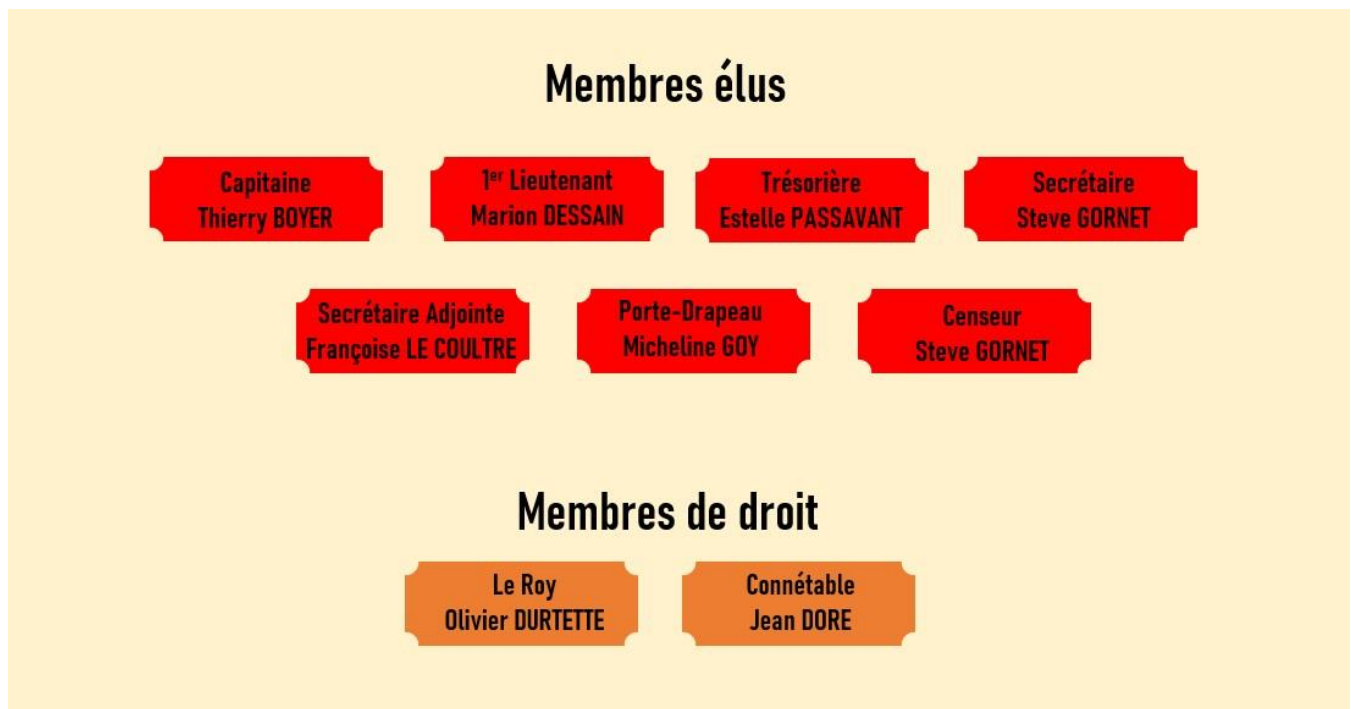 Membres élus
Capitaine
Thierry BOYER
1er Lieutenant
Marion DESSAIN
Trésorière
Estelle PASSAVANT
Secrétaire
Steve GORNET
Secrétaire Adjointe
Françoise LE COULTRE
Porte-Drapeau
Micheline GOY
Censeur
Steve GORNET
Membres de droit
Le Roy
Olivier DURTETTE
Connétable
Jean DORE